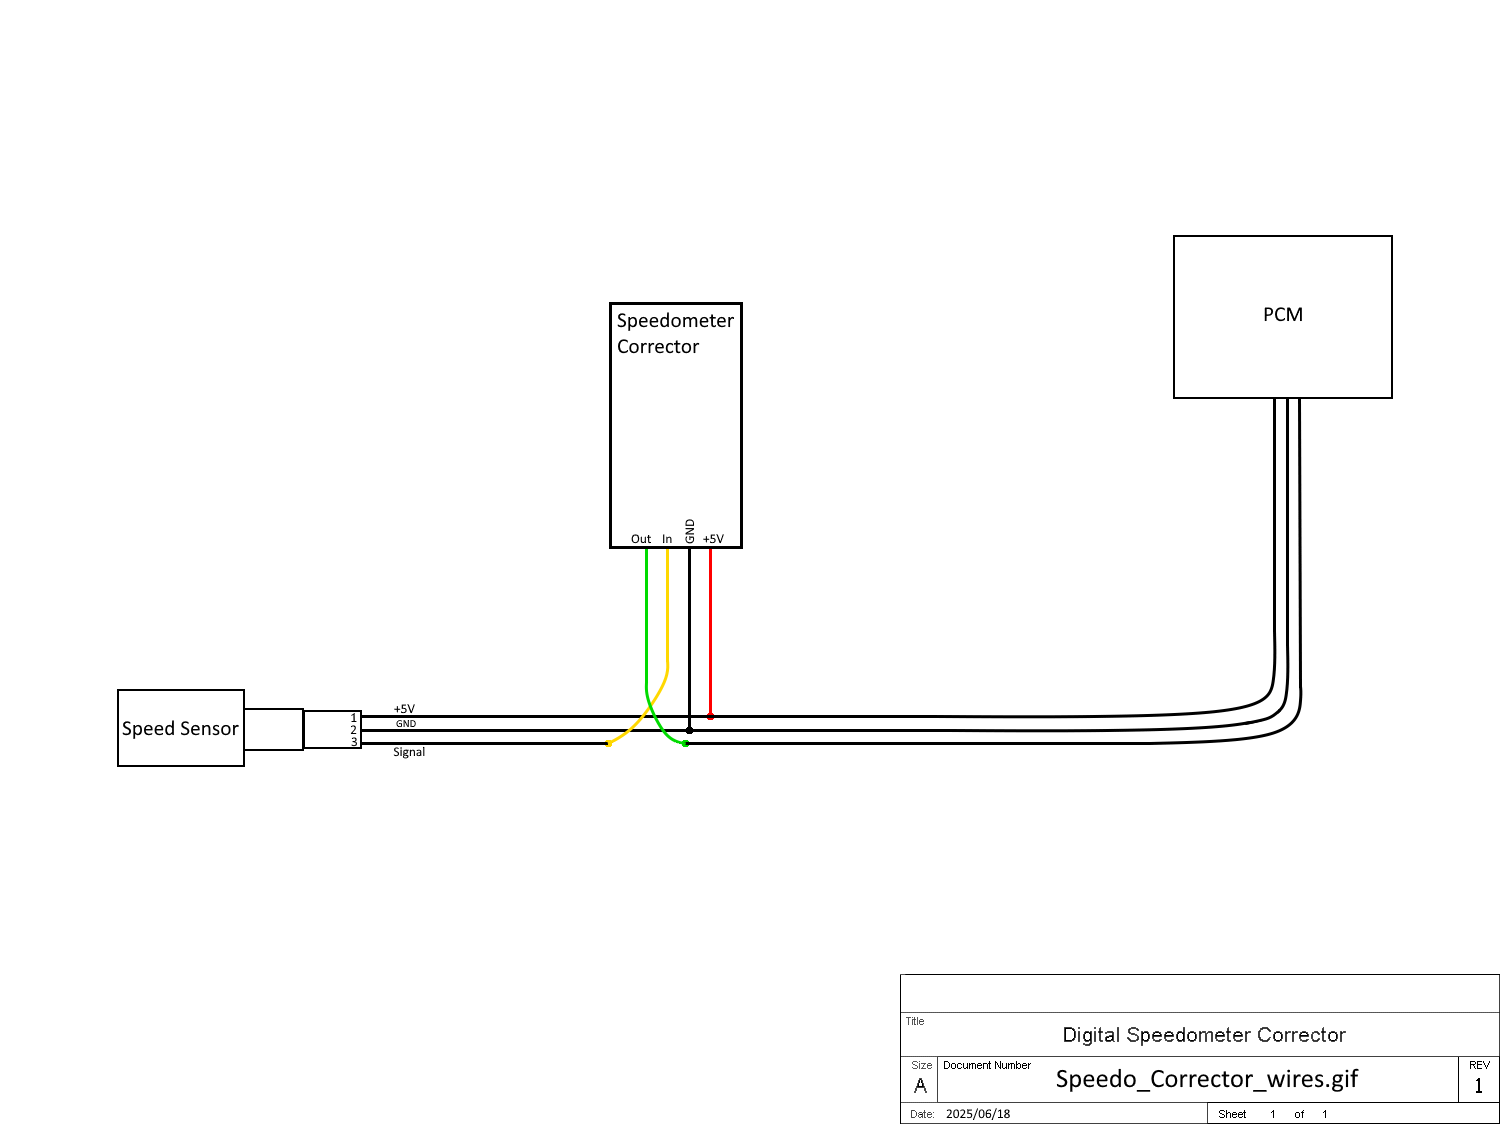 PCM
Speedometer
Corrector
Out In GND +5V
Speed Sensor
1
2
3
+5V
GND
Signal
Title
Digital Speedometer Corrector
Size
A
Document Number
Speedo_Corrector_wires.gif
REV
1
Date: 2025/06/18
Sheet 1 of 1